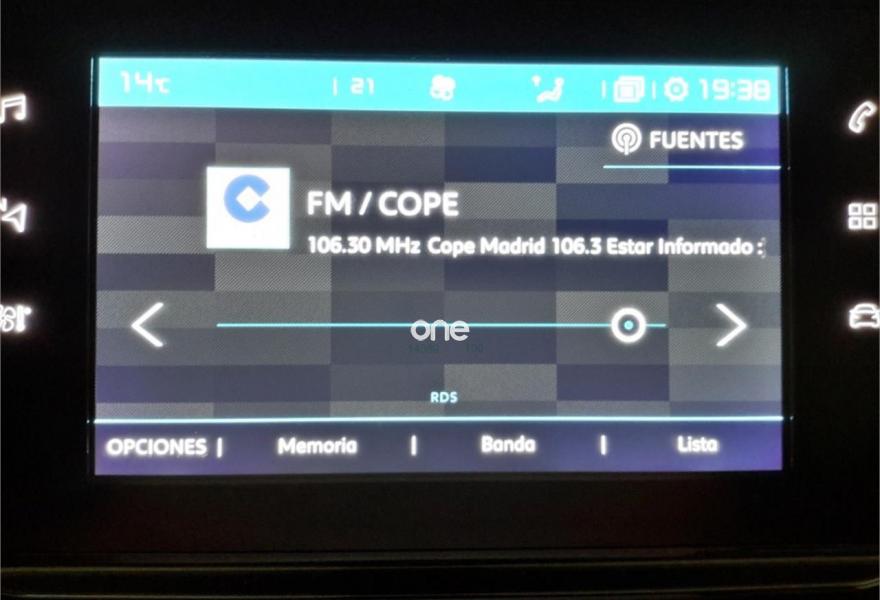 14℃ | 21 | | 19:38
FUENTES
FM / COPE
106.30 MHz Cope Madrid 106.3 Estar Informado :
one
RDS
OPCIONES | Memoria | Banda | Lista